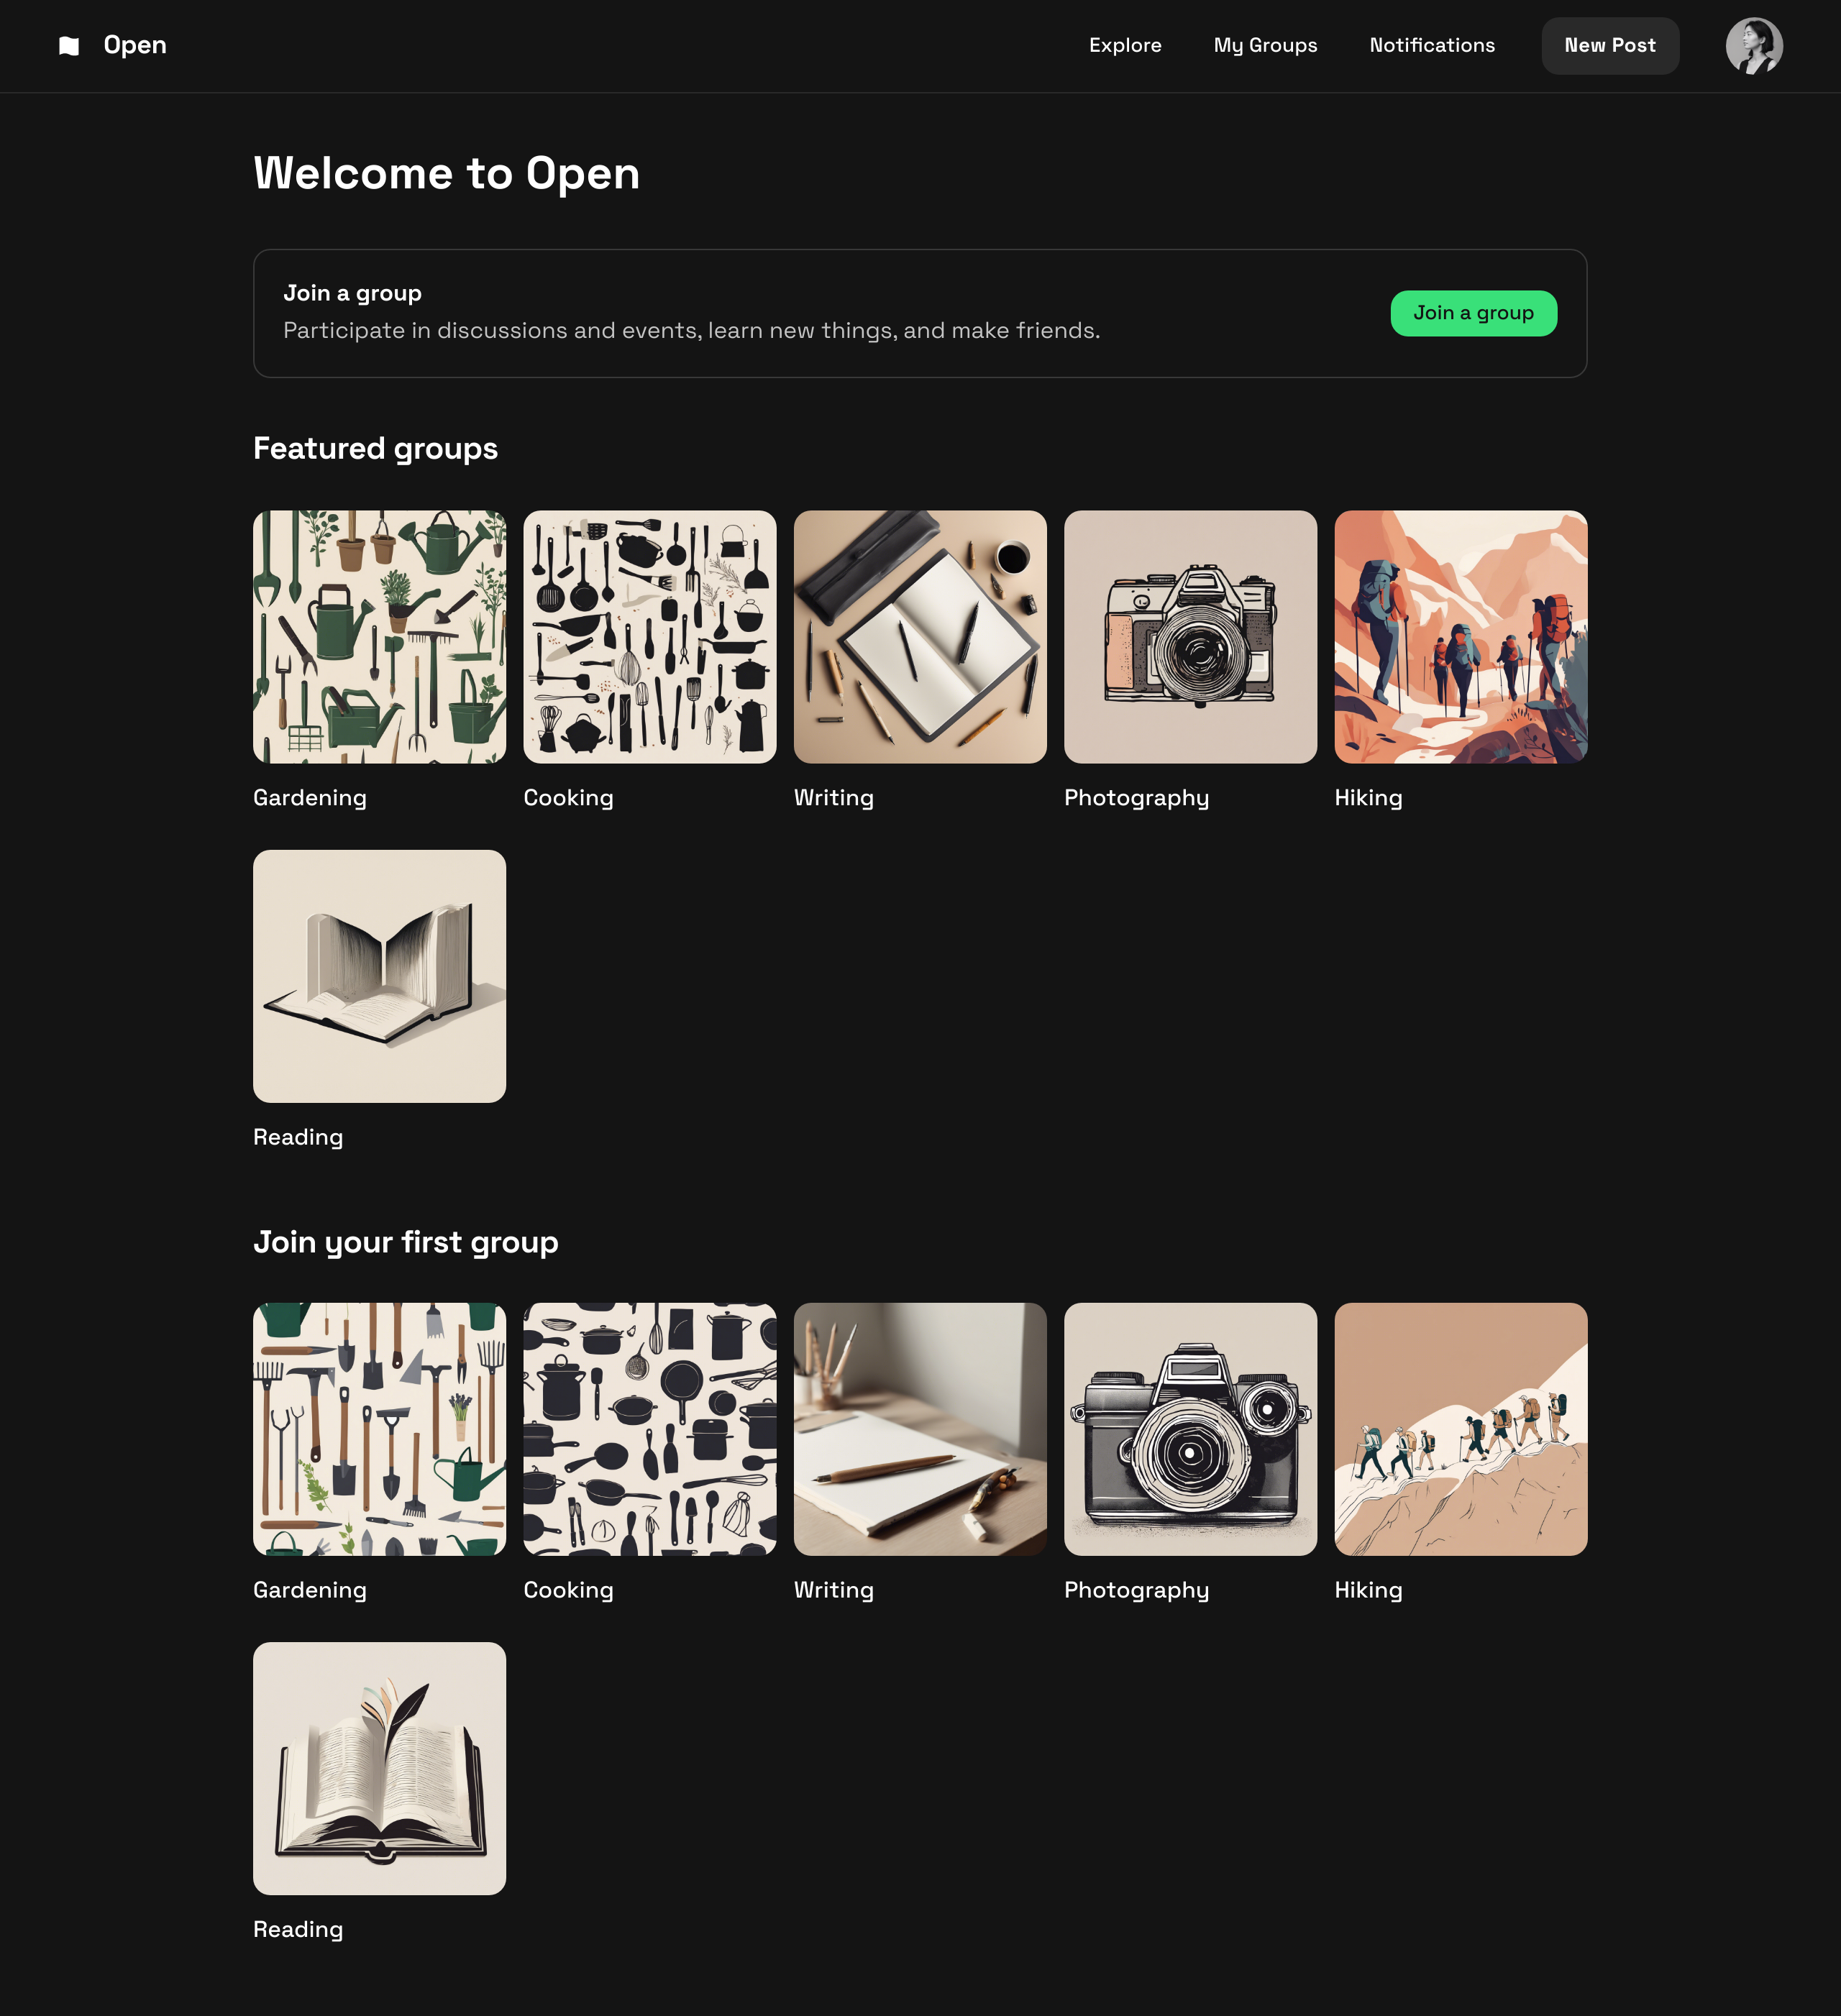 Open
Explore
My Groups
Notifications
New Post
Welcome to Open
Join a group
Participate in discussions and events, learn new things, and make friends.
Join a group
Featured groups
Gardening
Cooking
Writing
Photography
Hiking
Reading
Join your first group
Gardening
Cooking
Writing
Photography
Hiking
Reading